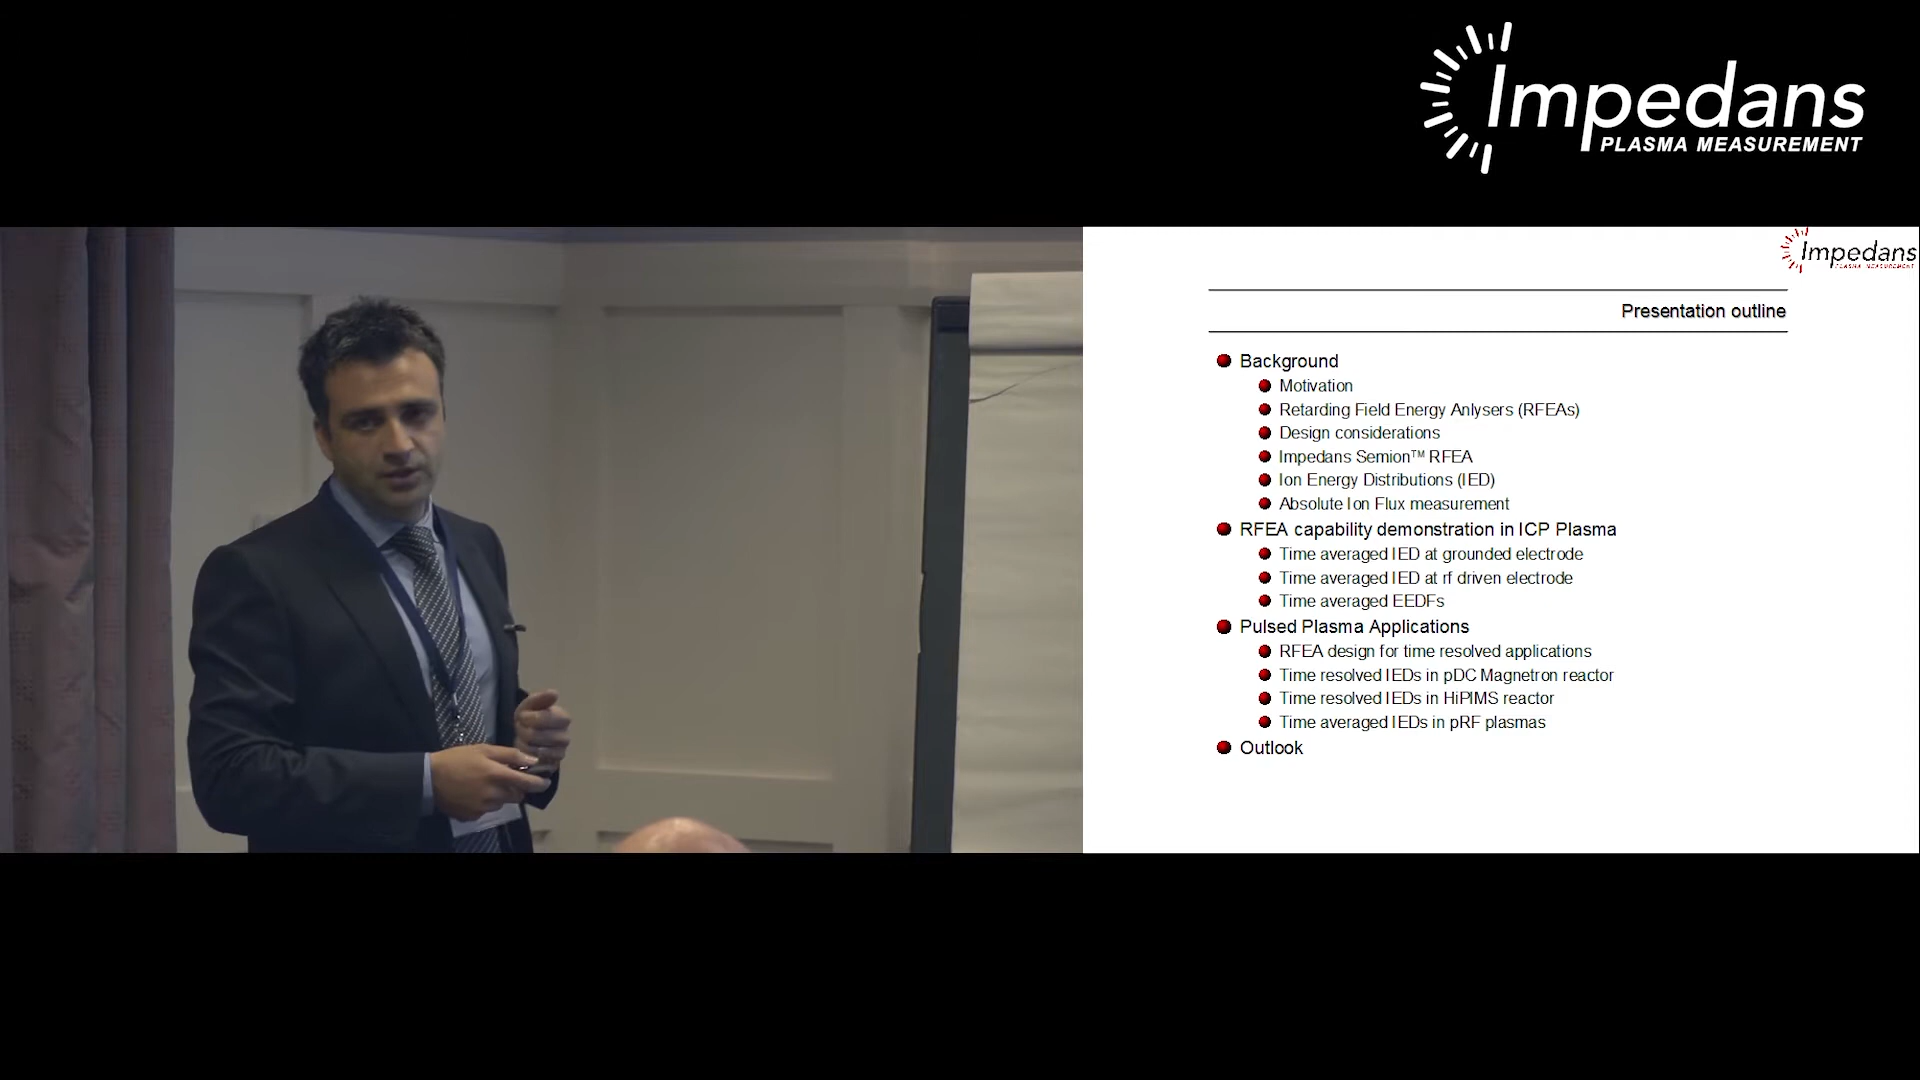 Impedans
PLASMA MEASUREMENT
Impedans
PLASMA MEASUREMENT
Presentation outline
Background
Motivation
Retarding Field Energy Anlysers (RFEAs)
Design considerations
Impedans Semion™ RFEA
Ion Energy Distributions (IED)
Absolute Ion Flux measurement
RFEA capability demonstration in ICP Plasma
Time averaged IED at grounded electrode
Time averaged IED at rf driven electrode
Time averaged EEDFs
Pulsed Plasma Applications
RFEA design for time resolved applications
Time resolved IEDs in pDC Magnetron reactor
Time resolved IEDs in HiPIMS reactor
Time averaged IEDs in pRF plasmas
Outlook